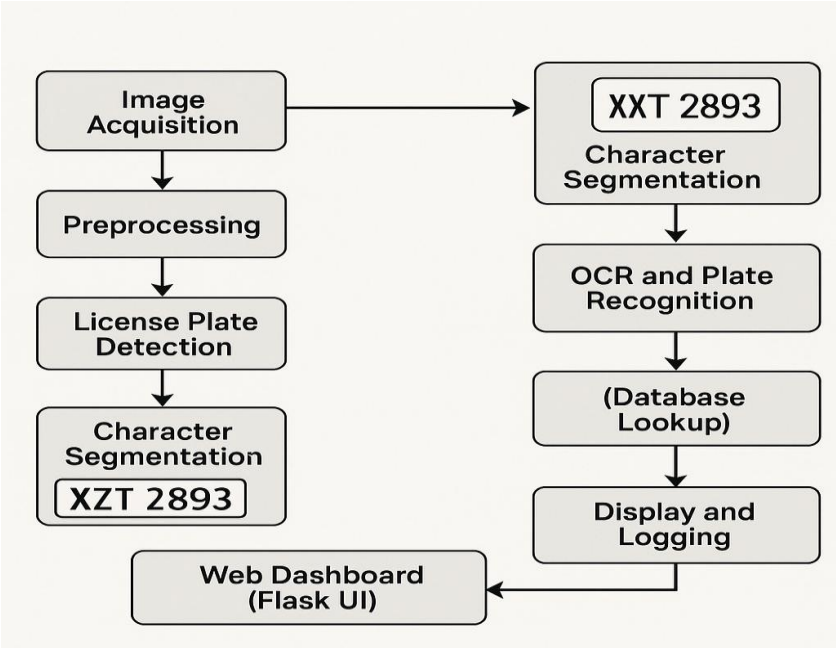 Image
Acquisition
Preprocessing
License Plate
Detection
Character
Segmentation
XZT 2893
XXT 2893
Character
Segmentation
OCR and Plate
Recognition
(Database
Lookup)
Display and
Logging
Web Dashboard
(Flask UI)